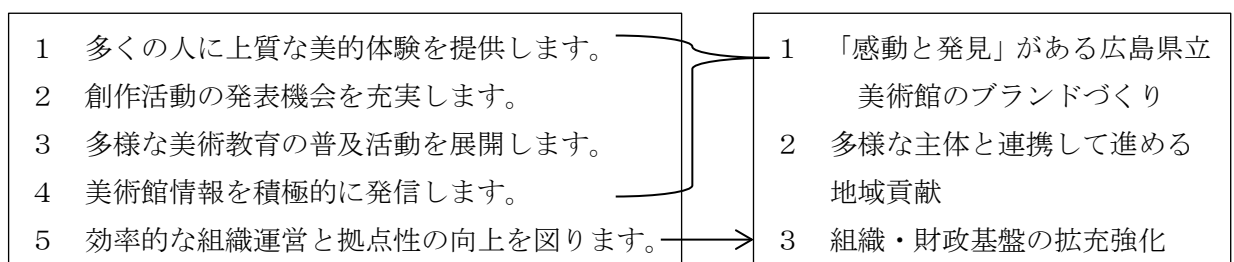 １　多くの人に上質な美的体験を提供します。
２　創作活動の発表機会を充実します。
３　多様な美術教育の普及活動を展開します。
４　美術館情報を積極的に発信します。
５　効率的な組織運営と拠点性の向上を図ります。
１　「感動と発見」がある広島県立
美術館のブランドづくり
２　多様な主体と連携して進める
地域貢献
３　組織・財政基盤の拡充強化